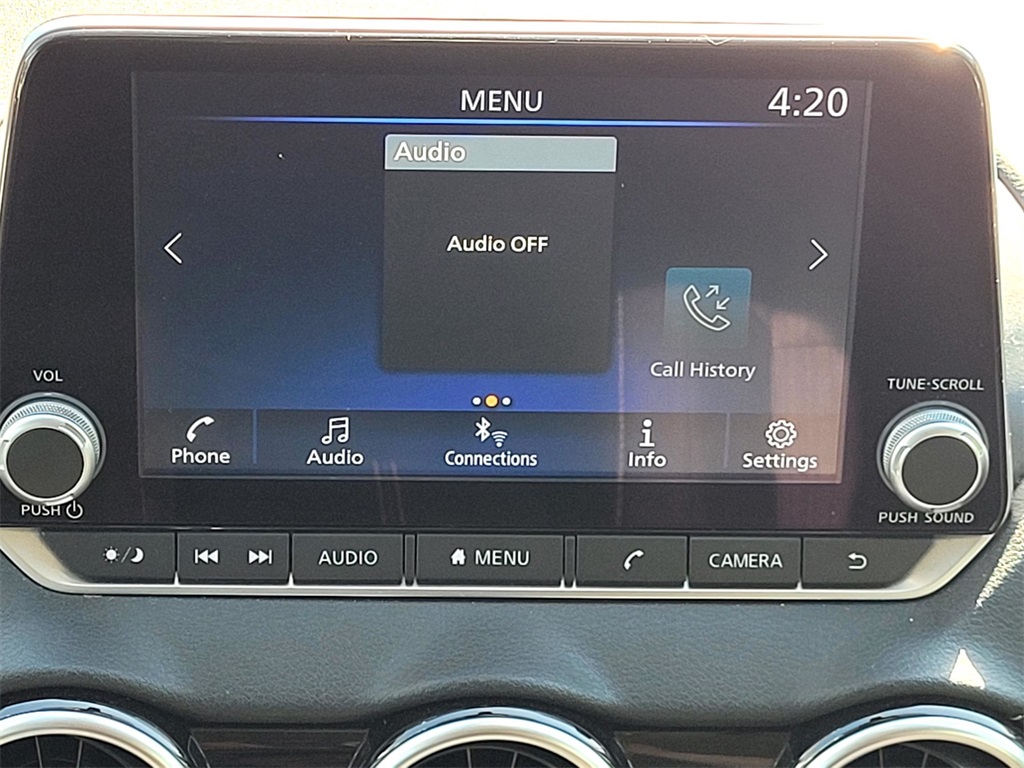 MENU
4:20
Audio
Audio OFF
Call History
VOL
TUNE•SCROLL
Phone
Audio
Connections
Info
Settings
PUSH
PUSH SOUND
AUDIO
MENU
CAMERA